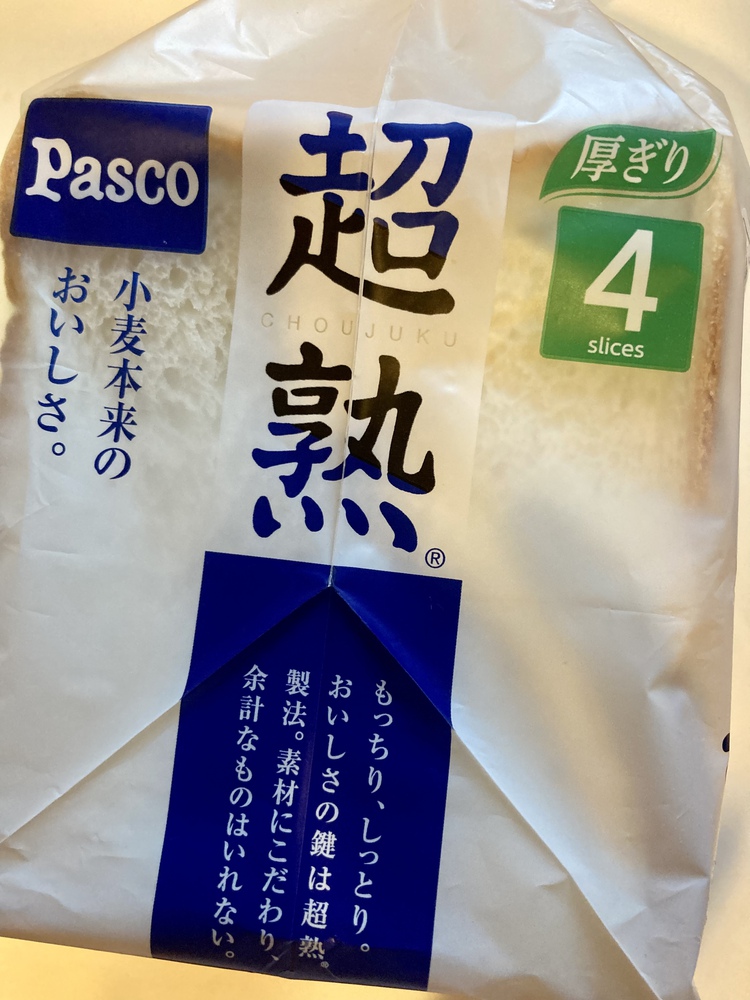 Pasco
超熟
CHOUJUKU
®
厚ぎり
4
slices
小麦本来の
おいしさ。
もっちり、しっとり。
おいしさの鍵は超熟®
製法。素材にこだわり、
余計なものはいれない。